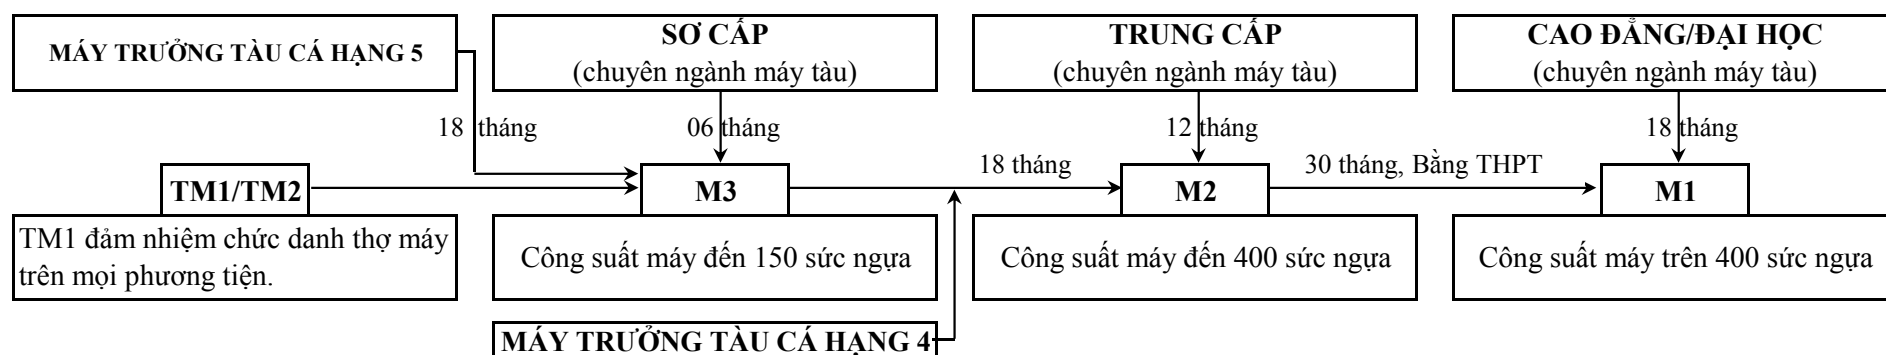 MÁY TRƯỞNG TÀU CÁ HẠNG 5
SƠ CẤP
(chuyên ngành máy tàu)
TRUNG CẤP
(chuyên ngành máy tàu)
CAO ĐẲNG/ĐẠI HỌC
(chuyên ngành máy tàu)
18 tháng
06 tháng
12 tháng
18 tháng
TM1/TM2
M3
18 tháng
M2
30 tháng, Bằng THPT
M1
TM1 đảm nhiệm chức danh thợ máy
trên mọi phương tiện.
Công suất máy đến 150 sức ngựa
Công suất máy đến 400 sức ngựa
Công suất máy trên 400 sức ngựa
MÁY TRƯỞNG TÀU CÁ HẠNG 4